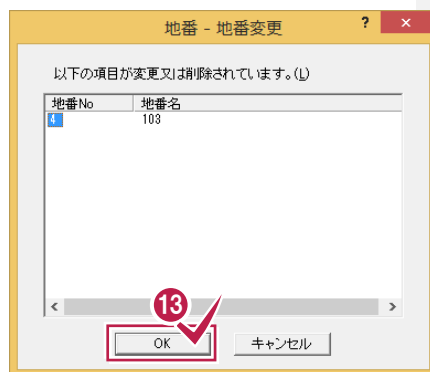 地番 - 地番変更
? ×
以下の項目が変更又は削除されています。(L)
地番No 地番名
4 103
< >
13
OK キャンセル